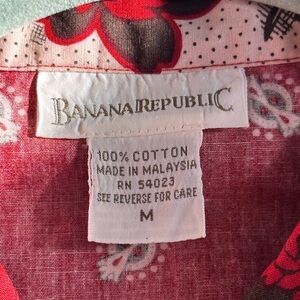 BANANA REPUBLIC
100% COTTON
MADE IN MALAYSIA
RN 54023
SEE REVERSE FOR CARE
M